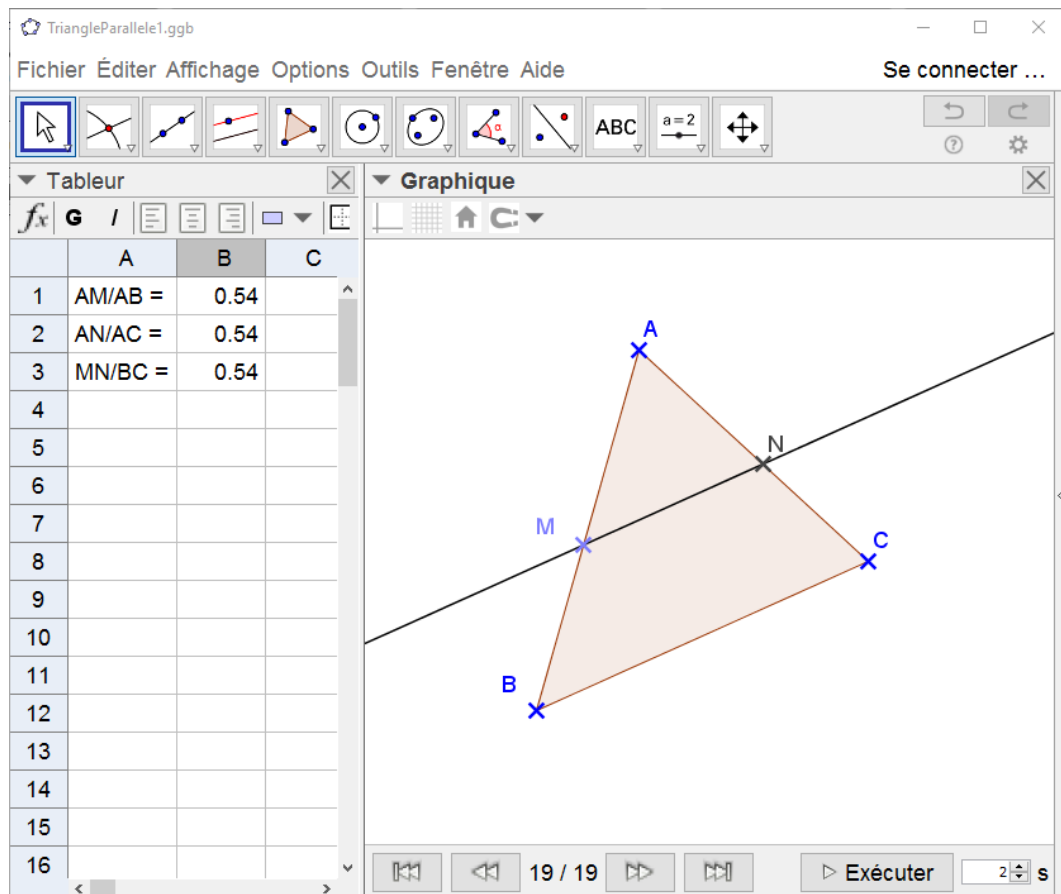 TriangleParallele1.ggb
Fichier Éditer Affichage Options Outils Fenêtre Aide Se connecter ...
α ABC a = 2
Tableur
Graphique
fx G I
A B C
1 AM/AB = 0.54
2 AN/AC = 0.54
3 MN/BC = 0.54
4
5
6
7
8
9
10
11
12
13
14
15
16
A
N
M
C
B
19 / 19 Exécuter 2 s